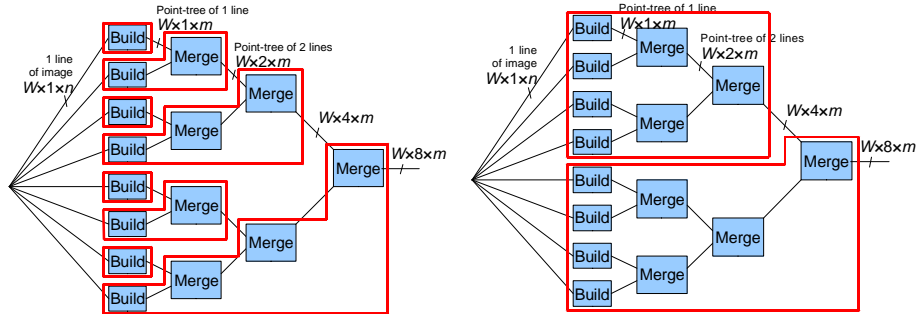 Point-tree of 1 line
W×1×m
Build
Merge
1 line
of image
W×1×n
Build
Point-tree of 2 lines
W×2×m
Merge
Build
Merge
Build
W×4×m
Merge
W×8×m
Build
Merge
Build
Merge
Build
Merge
Build
Point-tree of 1 line
W×1×m
Build
Merge
1 line
of image
W×1×n
Build
Point-tree of 2 lines
W×2×m
Merge
Build
Merge
Build
W×4×m
Merge
W×8×m
Build
Merge
Build
Merge
Build
Merge
Build